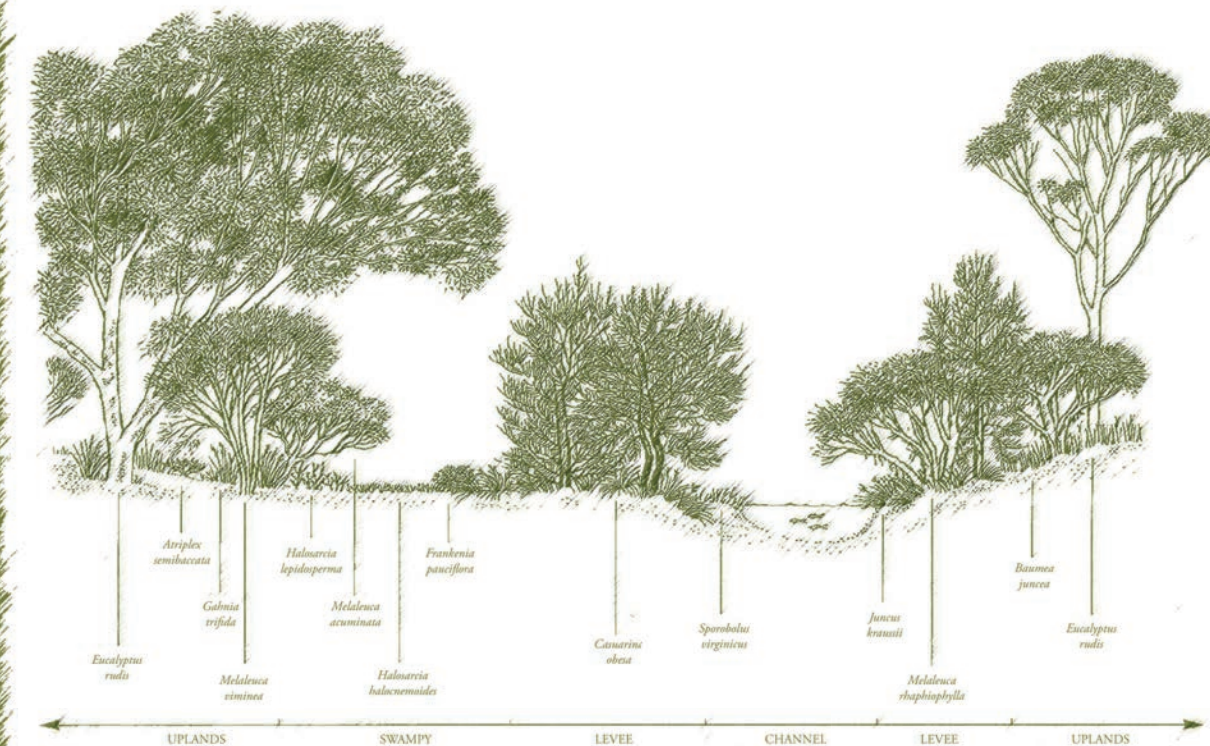 Atriplex
semibaccata
Halosarcia
lepidosperma
Frankenia
pauciflora
Gahnia
trifida
Melaleuca
acuminata
Baumea
juncea
Juncus
kraussii
Eucalyptus
rudis
Casuarina
obesa
Sporobolus
virginicus
Eucalyptus
rudis
Melaleuca
viminea
Halosarcia
halocnemoides
Melaleuca
rhaphiophylla
UPLANDS SWAMPY LEVEE CHANNEL LEVEE UPLANDS